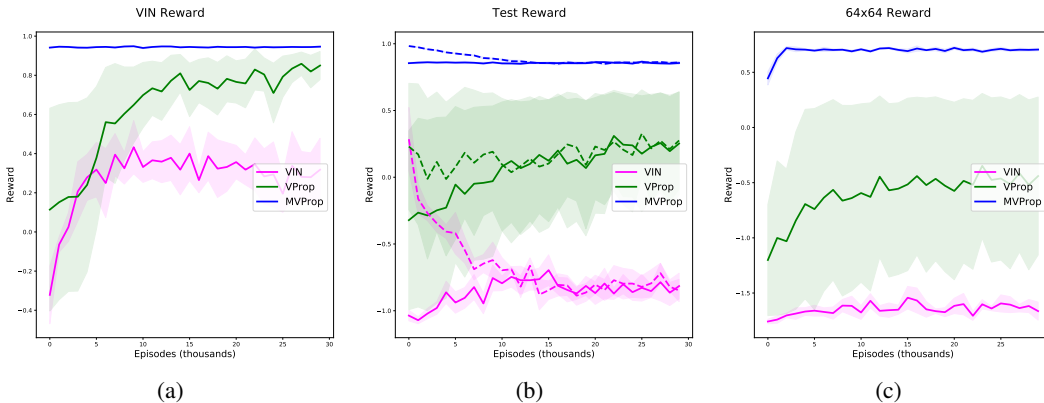 VIN Reward
Reward
1.0
0.8
0.6
0.4
0.2
0.0
−0.2
−0.4
0
5
10
15
20
25
30
Episodes (thousands)
VIN
VProp
MVProp
(a)
Test Reward
Reward
1.0
0.5
0.0
−0.5
−1.0
0
5
10
15
20
25
30
Episodes (thousands)
VIN
VProp
MVProp
(b)
64x64 Reward
Reward
0.5
0.0
−0.5
−1.0
−1.5
0
5
10
15
20
25
Episodes (thousands)
VIN
VProp
MVProp
(c)